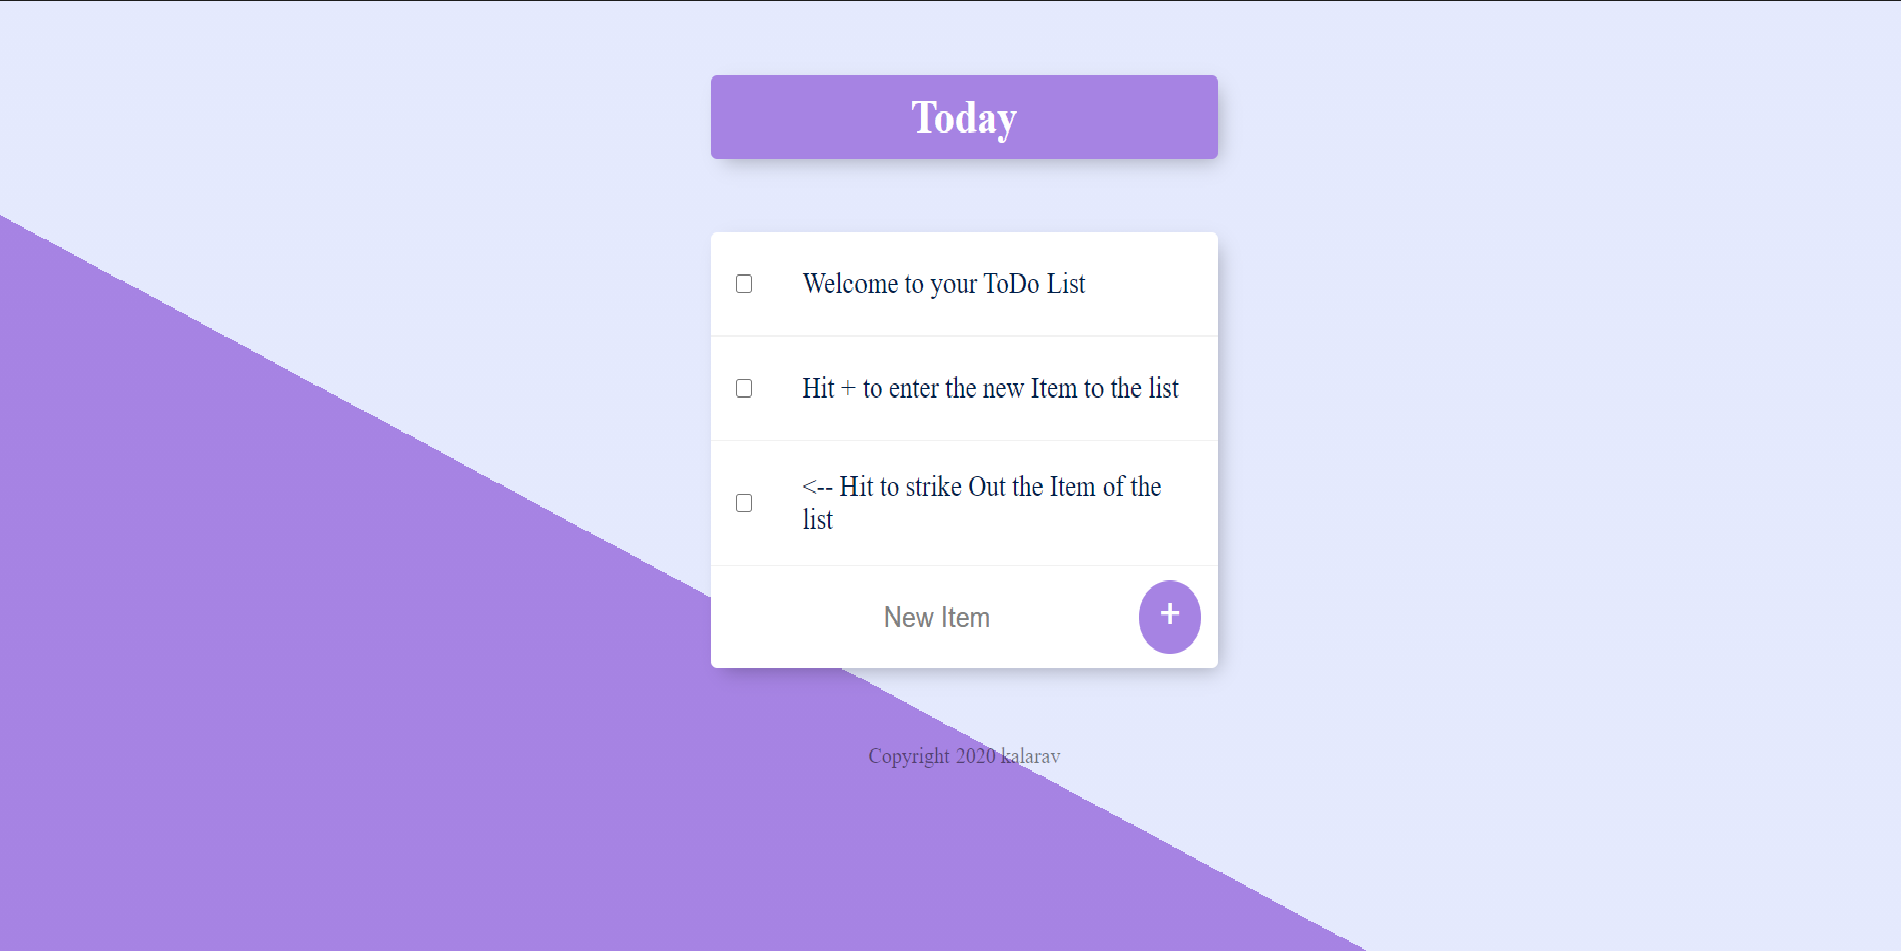 Today
Welcome to your ToDo List
Hit + to enter the new Item to the list
<-- Hit to strike Out the Item of the
list
New Item
+
Copyright 2020 kalarav